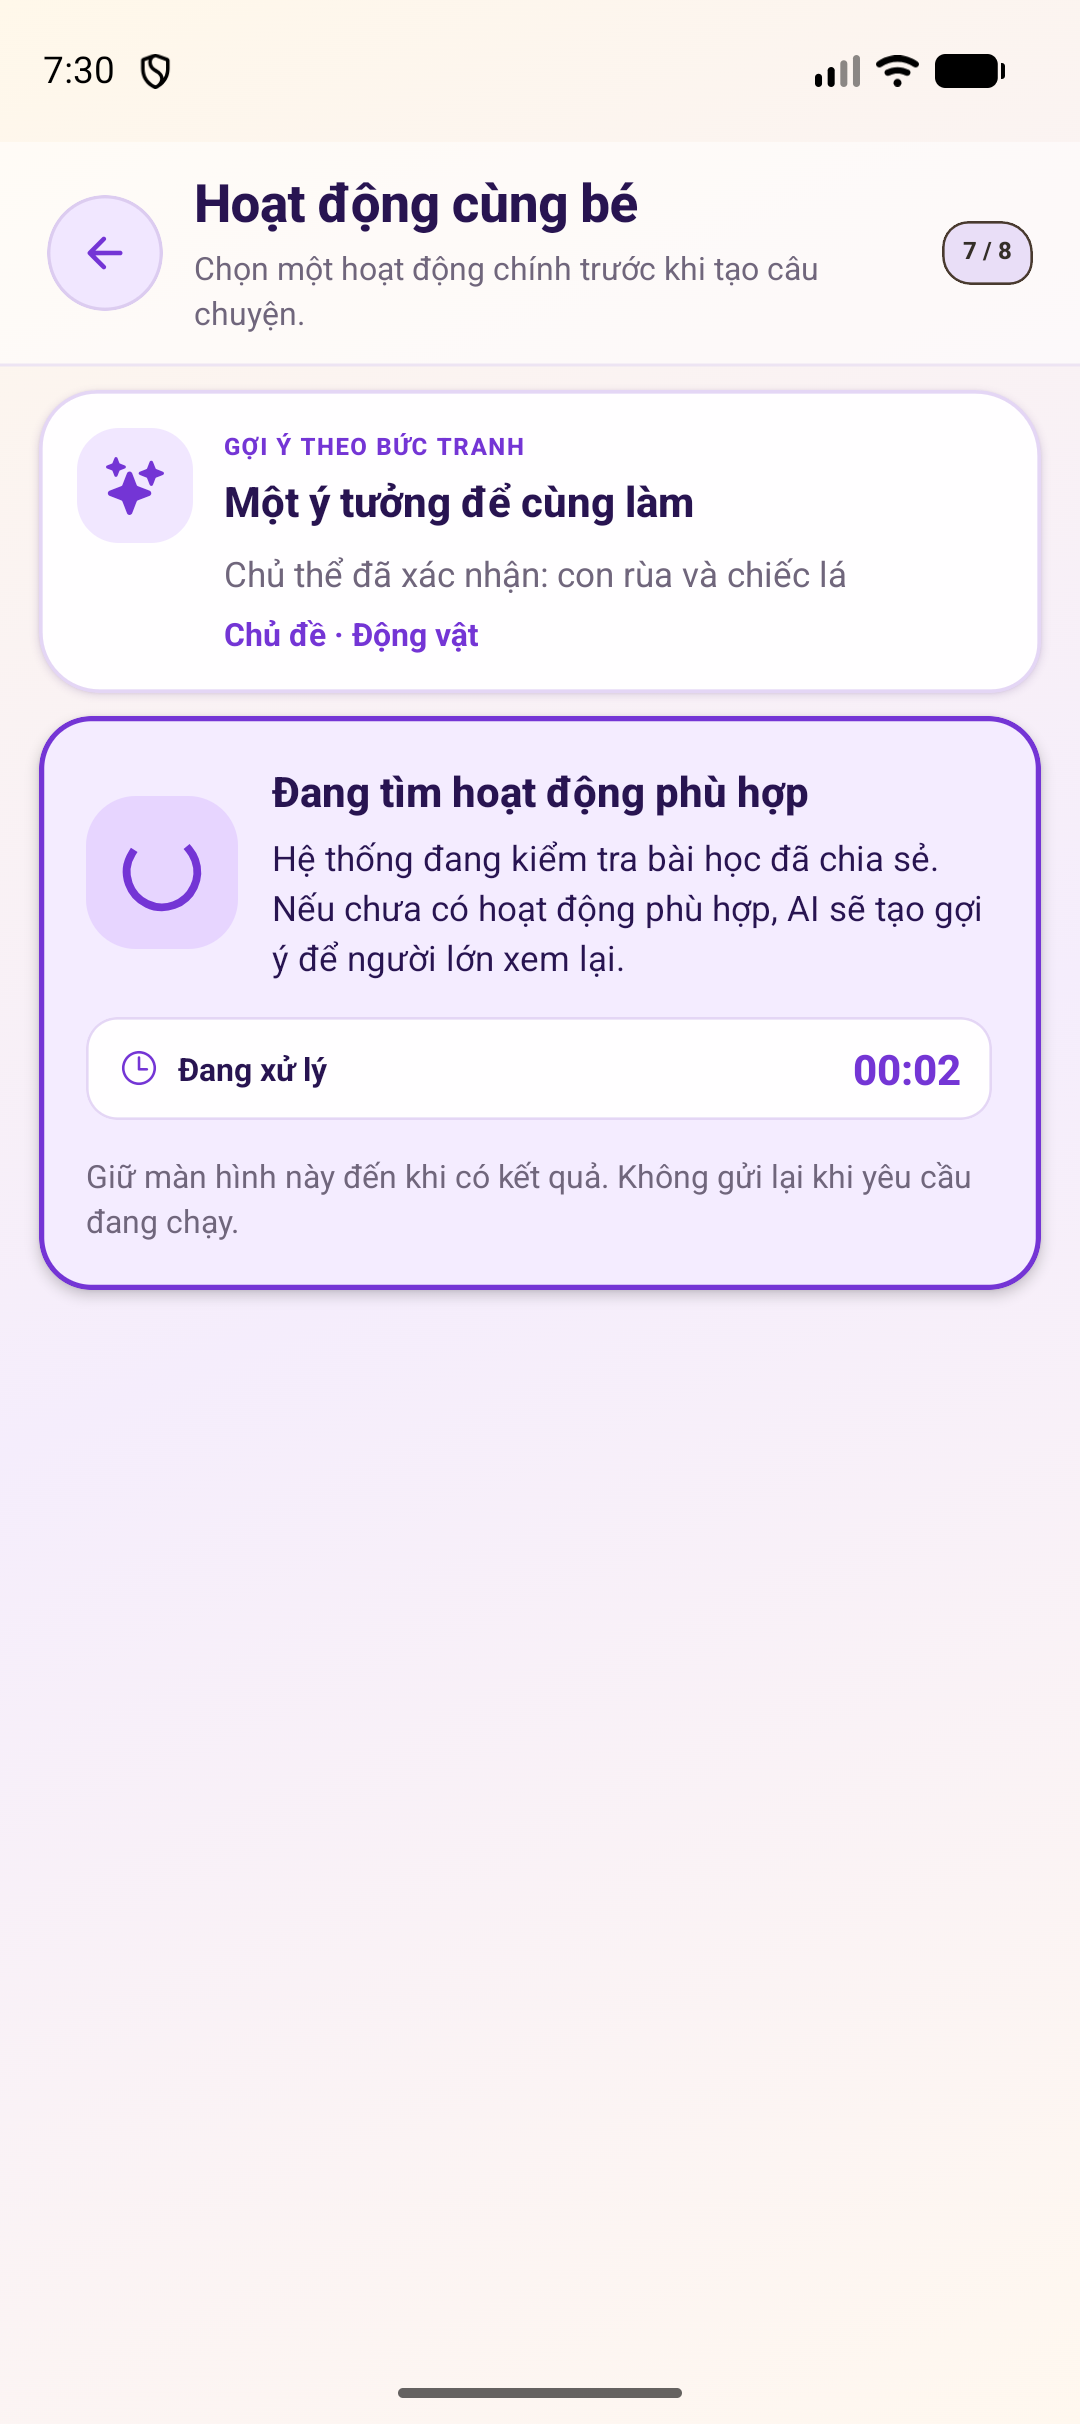 7:30
Hoạt động cùng bé
Chọn một hoạt động chính trước khi tạo câu
chuyện.
7 / 8
GỢI Ý THEO BỨC TRANH
Một ý tưởng để cùng làm
Chủ thể đã xác nhận: con rùa và chiếc lá
Chủ đề · Động vật
Đang tìm hoạt động phù hợp
Hệ thống đang kiểm tra bài học đã chia sẻ.
Nếu chưa có hoạt động phù hợp, AI sẽ tạo gợi
ý để người lớn xem lại.
Đang xử lý
00:02
Giữ màn hình này đến khi có kết quả. Không gửi lại khi yêu cầu
đang chạy.